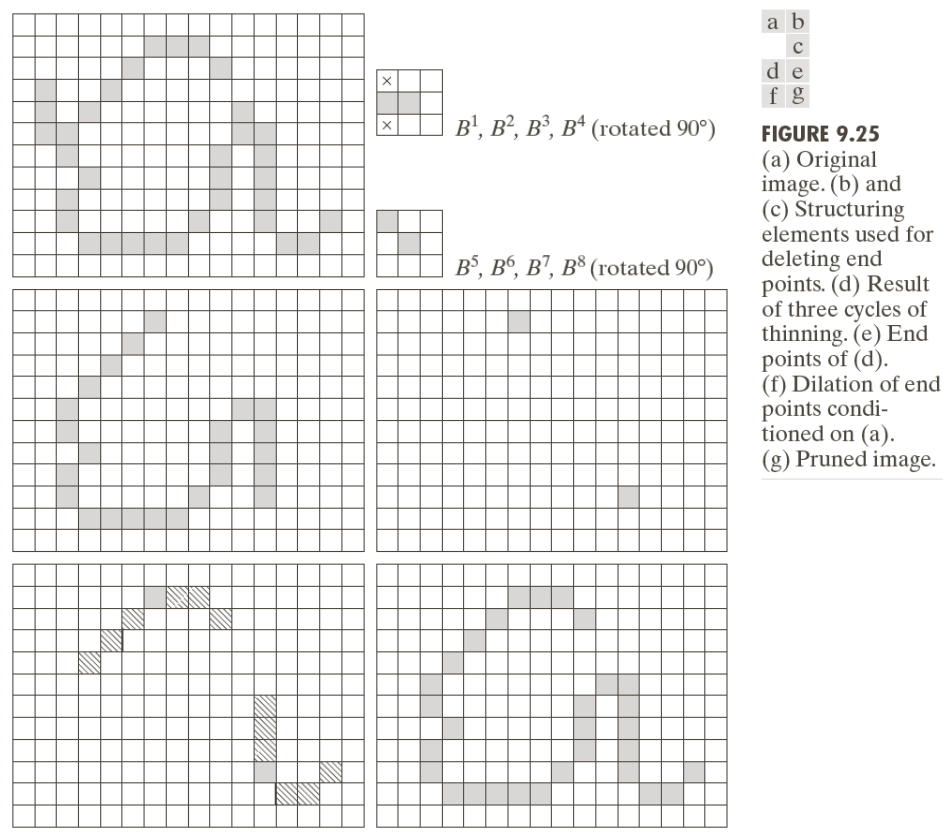 a b
c
d e
f g
×
×
B¹, B², B³, B⁴ (rotated 90°)
B⁵, B⁶, B⁷, B⁸ (rotated 90°)
FIGURE 9.25
(a) Original
image. (b) and
(c) Structuring
elements used for
deleting end
points. (d) Result
of three cycles of
thinning. (e) End
points of (d).
(f) Dilation of end
points condi-
tioned on (a).
(g) Pruned image.